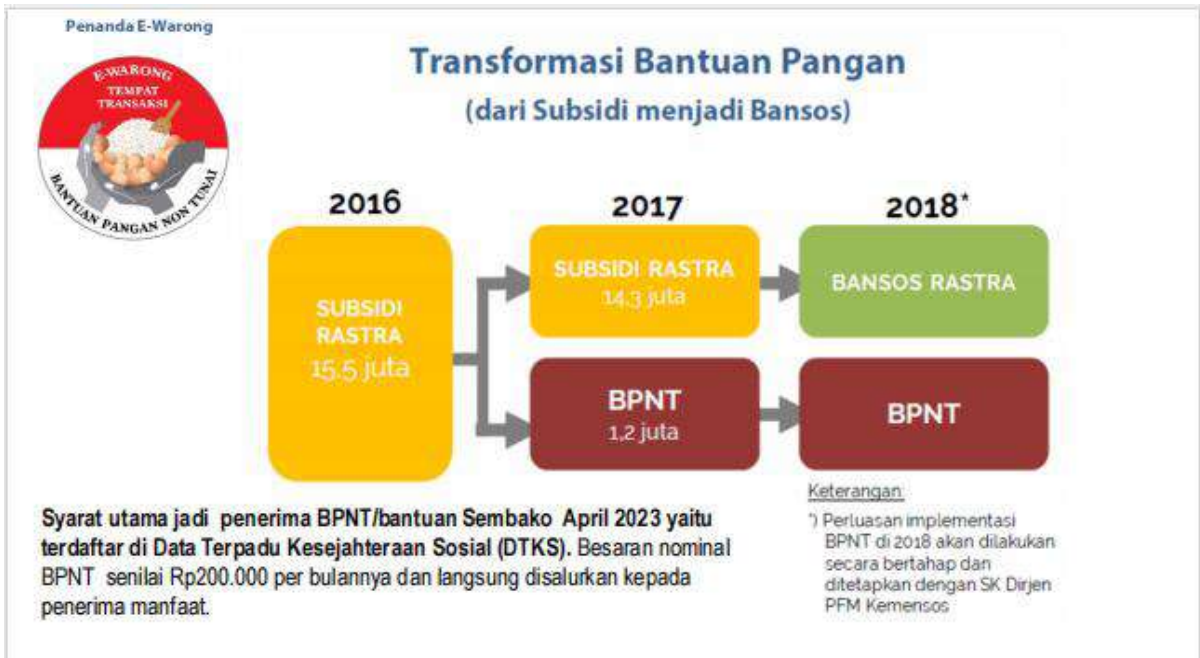 Penanda E-Warong
E-WARONG
TEMPAT
TRANSAKSI
BANTUAN PANGAN NON TUNAI
Transformasi Bantuan Pangan
(dari Subsidi menjadi Bansos)
2016
2017
2018*
SUBSIDI
RASTRA
15.5 juta
SUBSIDI RASTRA
14.3 juta
BANSOS RASTRA
BPNT
1,2 juta
BPNT
Syarat utama jadi penerima BPNT/bantuan Sembako April 2023 yaitu
terdaftar di Data Terpadu Kesejahteraan Sosial (DTKS). Besaran nominal
BPNT senilai Rp200.000 per bulannya dan langsung disalurkan kepada
penerima manfaat.
Keterangan:
*) Perluasan implementasi
BPNT di 2018 akan dilakukan
secara bertahap dan
ditetapkan dengan SK Dirjen
PFM Kemensos